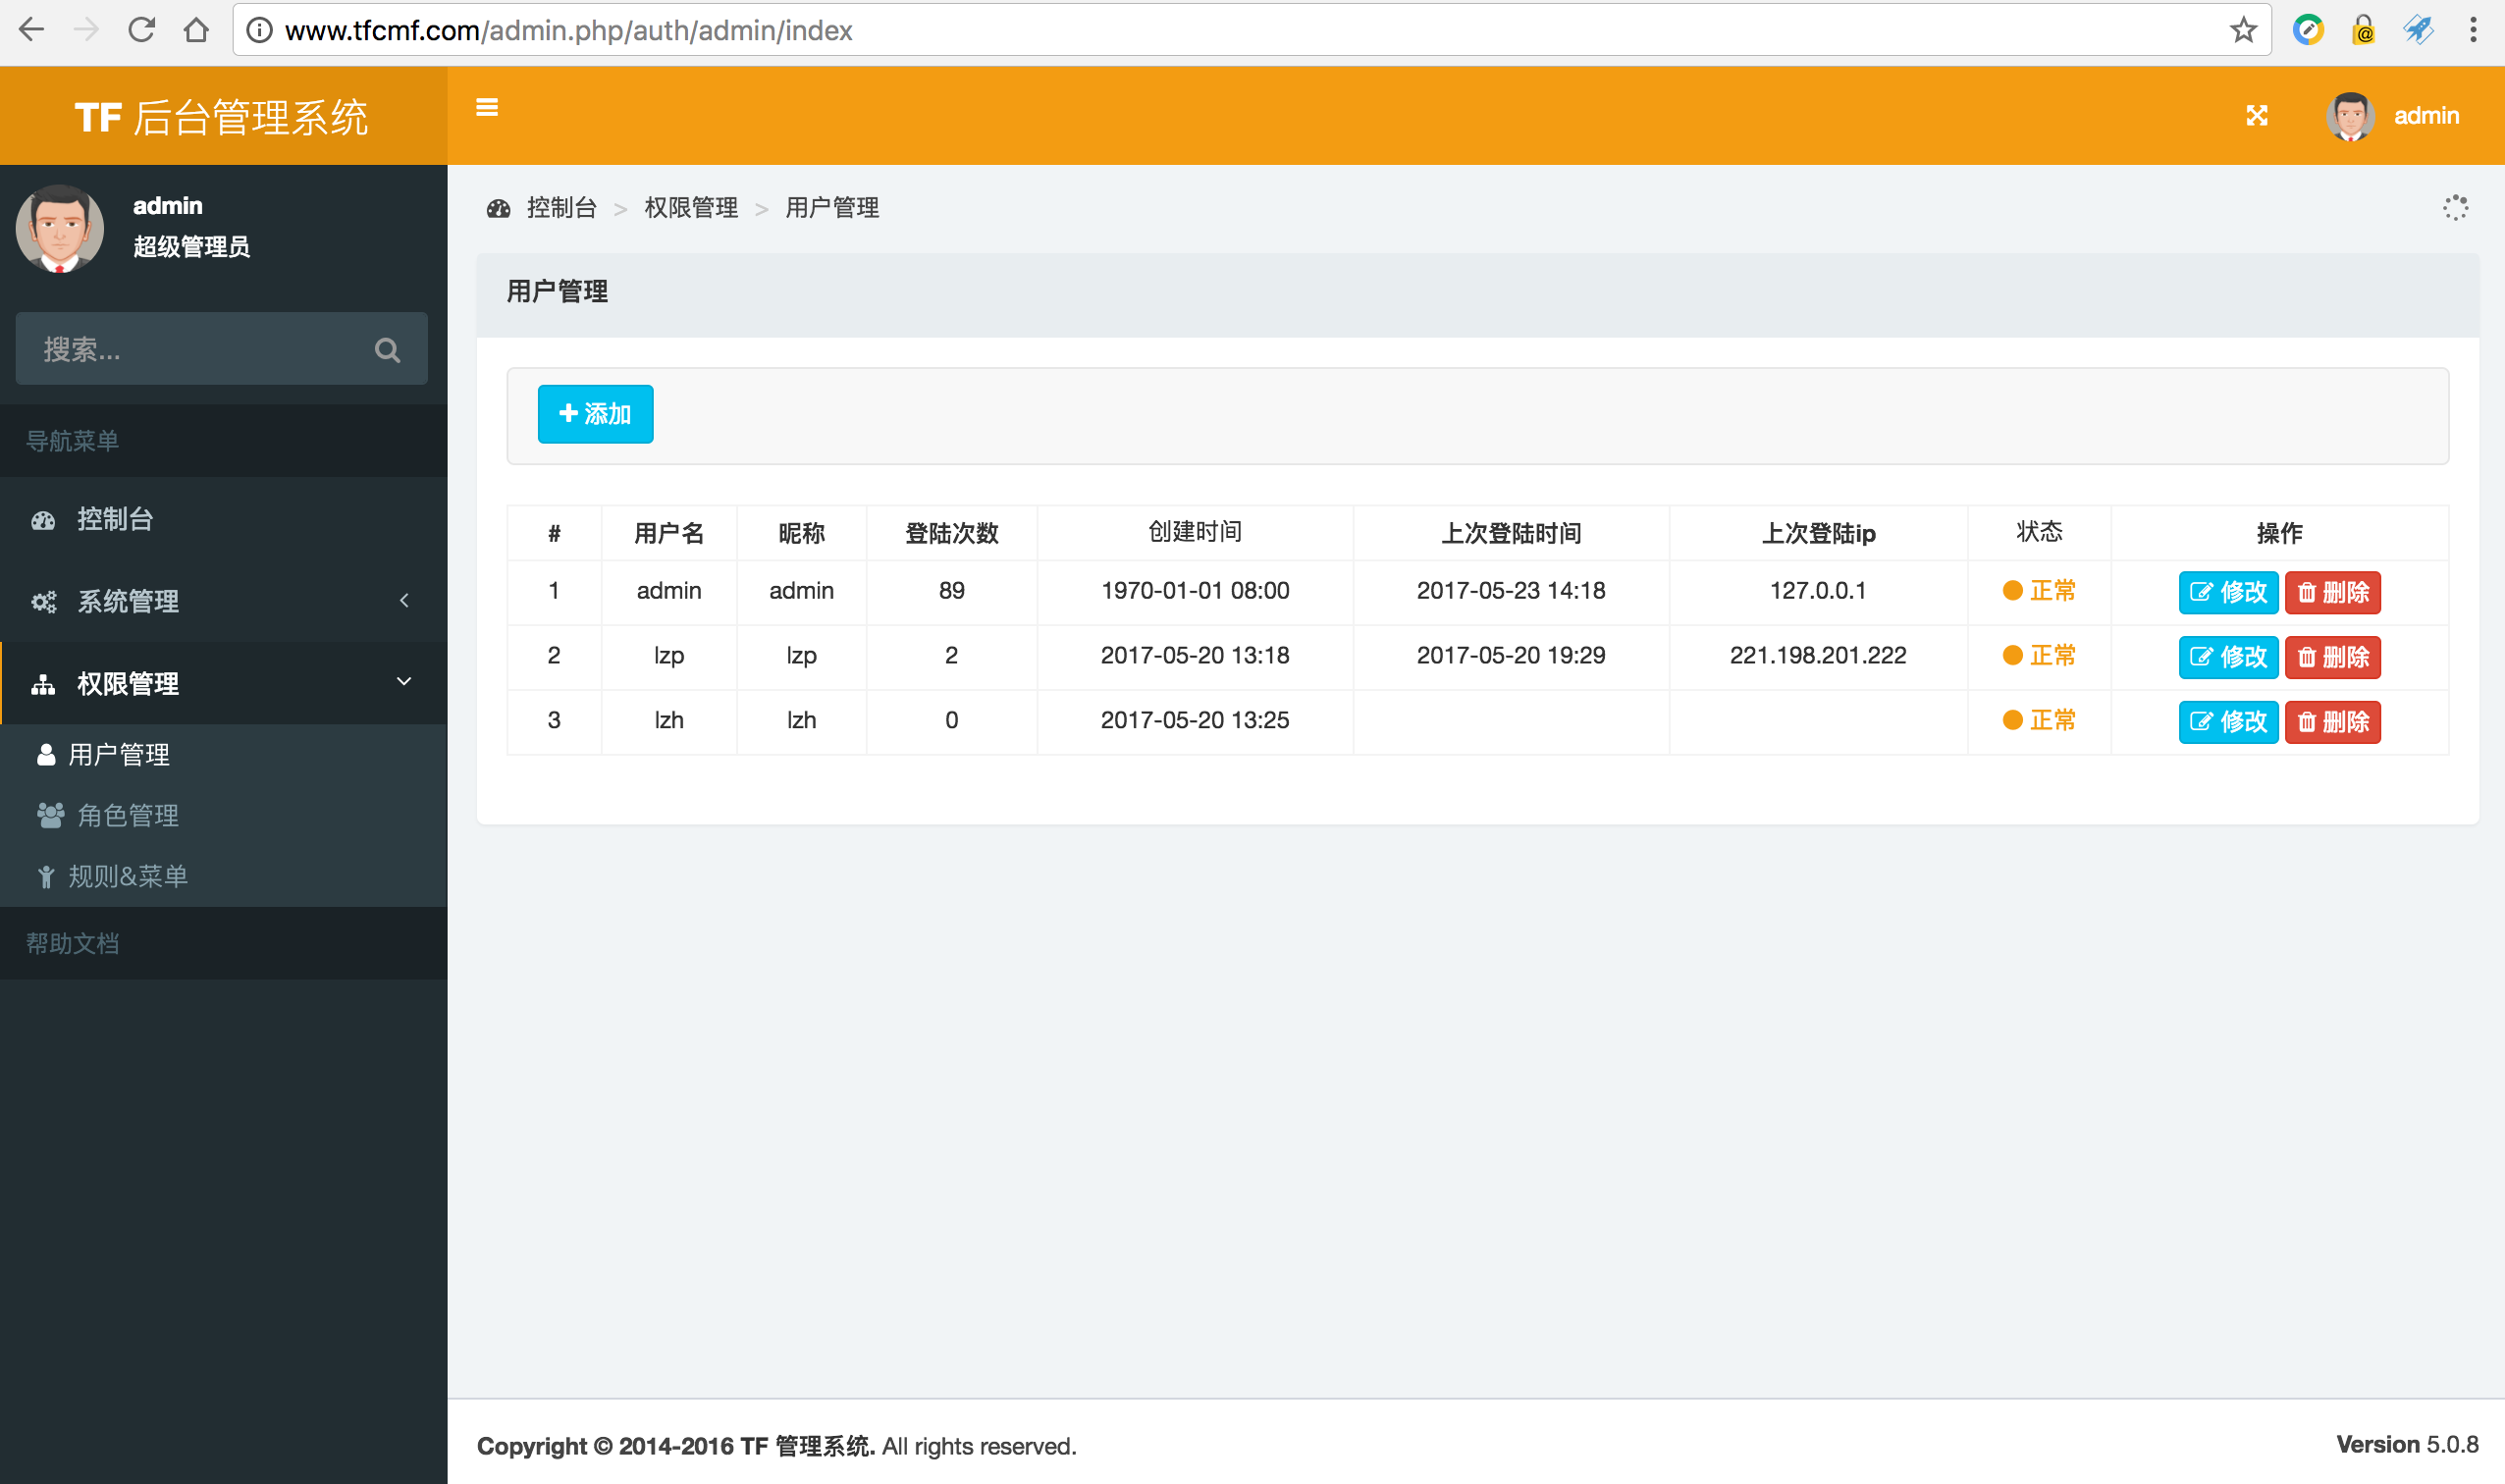 www.tfcmf.com/admin.php/auth/admin/index
TF 后台管理系统
admin
admin
超级管理员
搜索...
导航菜单
控制台
系统管理
权限管理
用户管理
角色管理
规则&菜单
帮助文档
控制台 > 权限管理 > 用户管理
用户管理
添加
# 用户名 昵称 登陆次数 创建时间 上次登陆时间 上次登陆ip 状态 操作
1 admin admin 89 1970-01-01 08:00 2017-05-23 14:18 127.0.0.1 正常 修改 删除
2 lzp lzp 2 2017-05-20 13:18 2017-05-20 19:29 221.198.201.222 正常 修改 删除
3 lzh lzh 0 2017-05-20 13:25 正常 修改 删除
Copyright © 2014-2016 TF 管理系统. All rights reserved.
Version 5.0.8